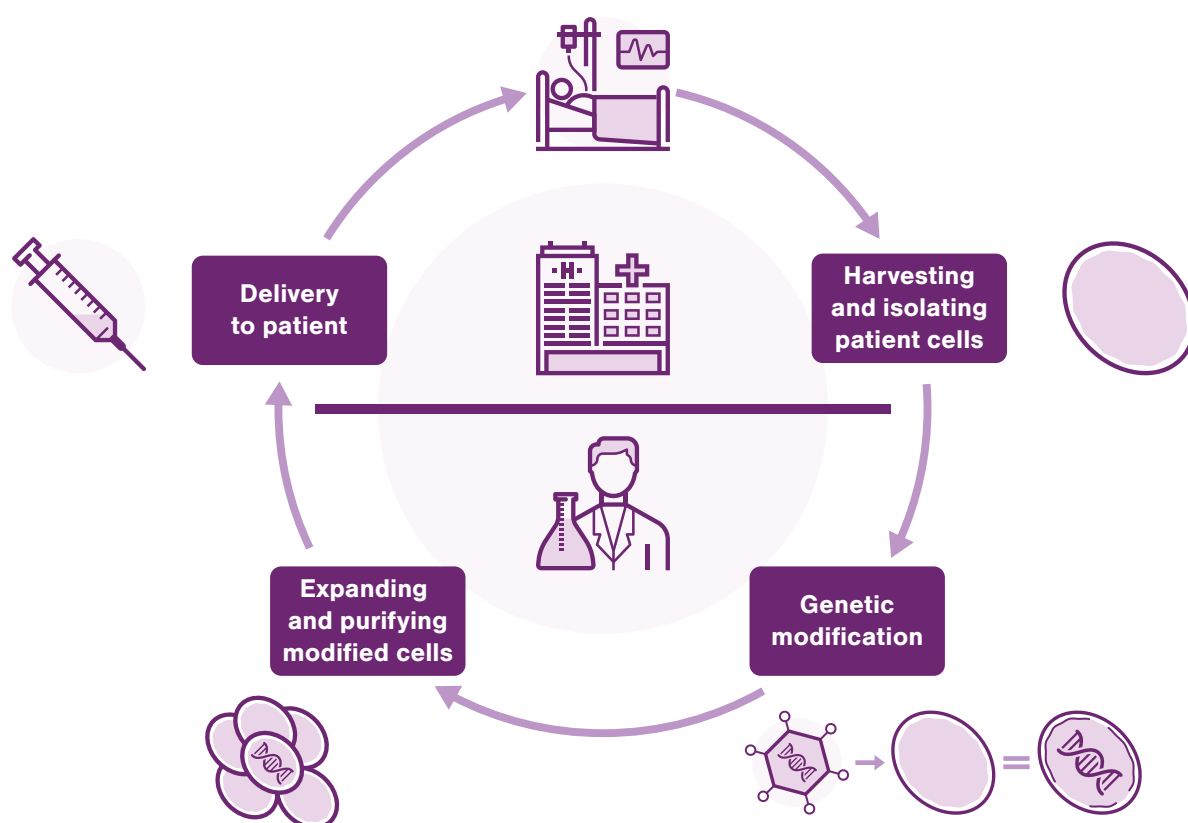 ·H·
Delivery
to patient
Harvesting
and isolating
patient cells
Expanding
and purifying
modified cells
Genetic
modification